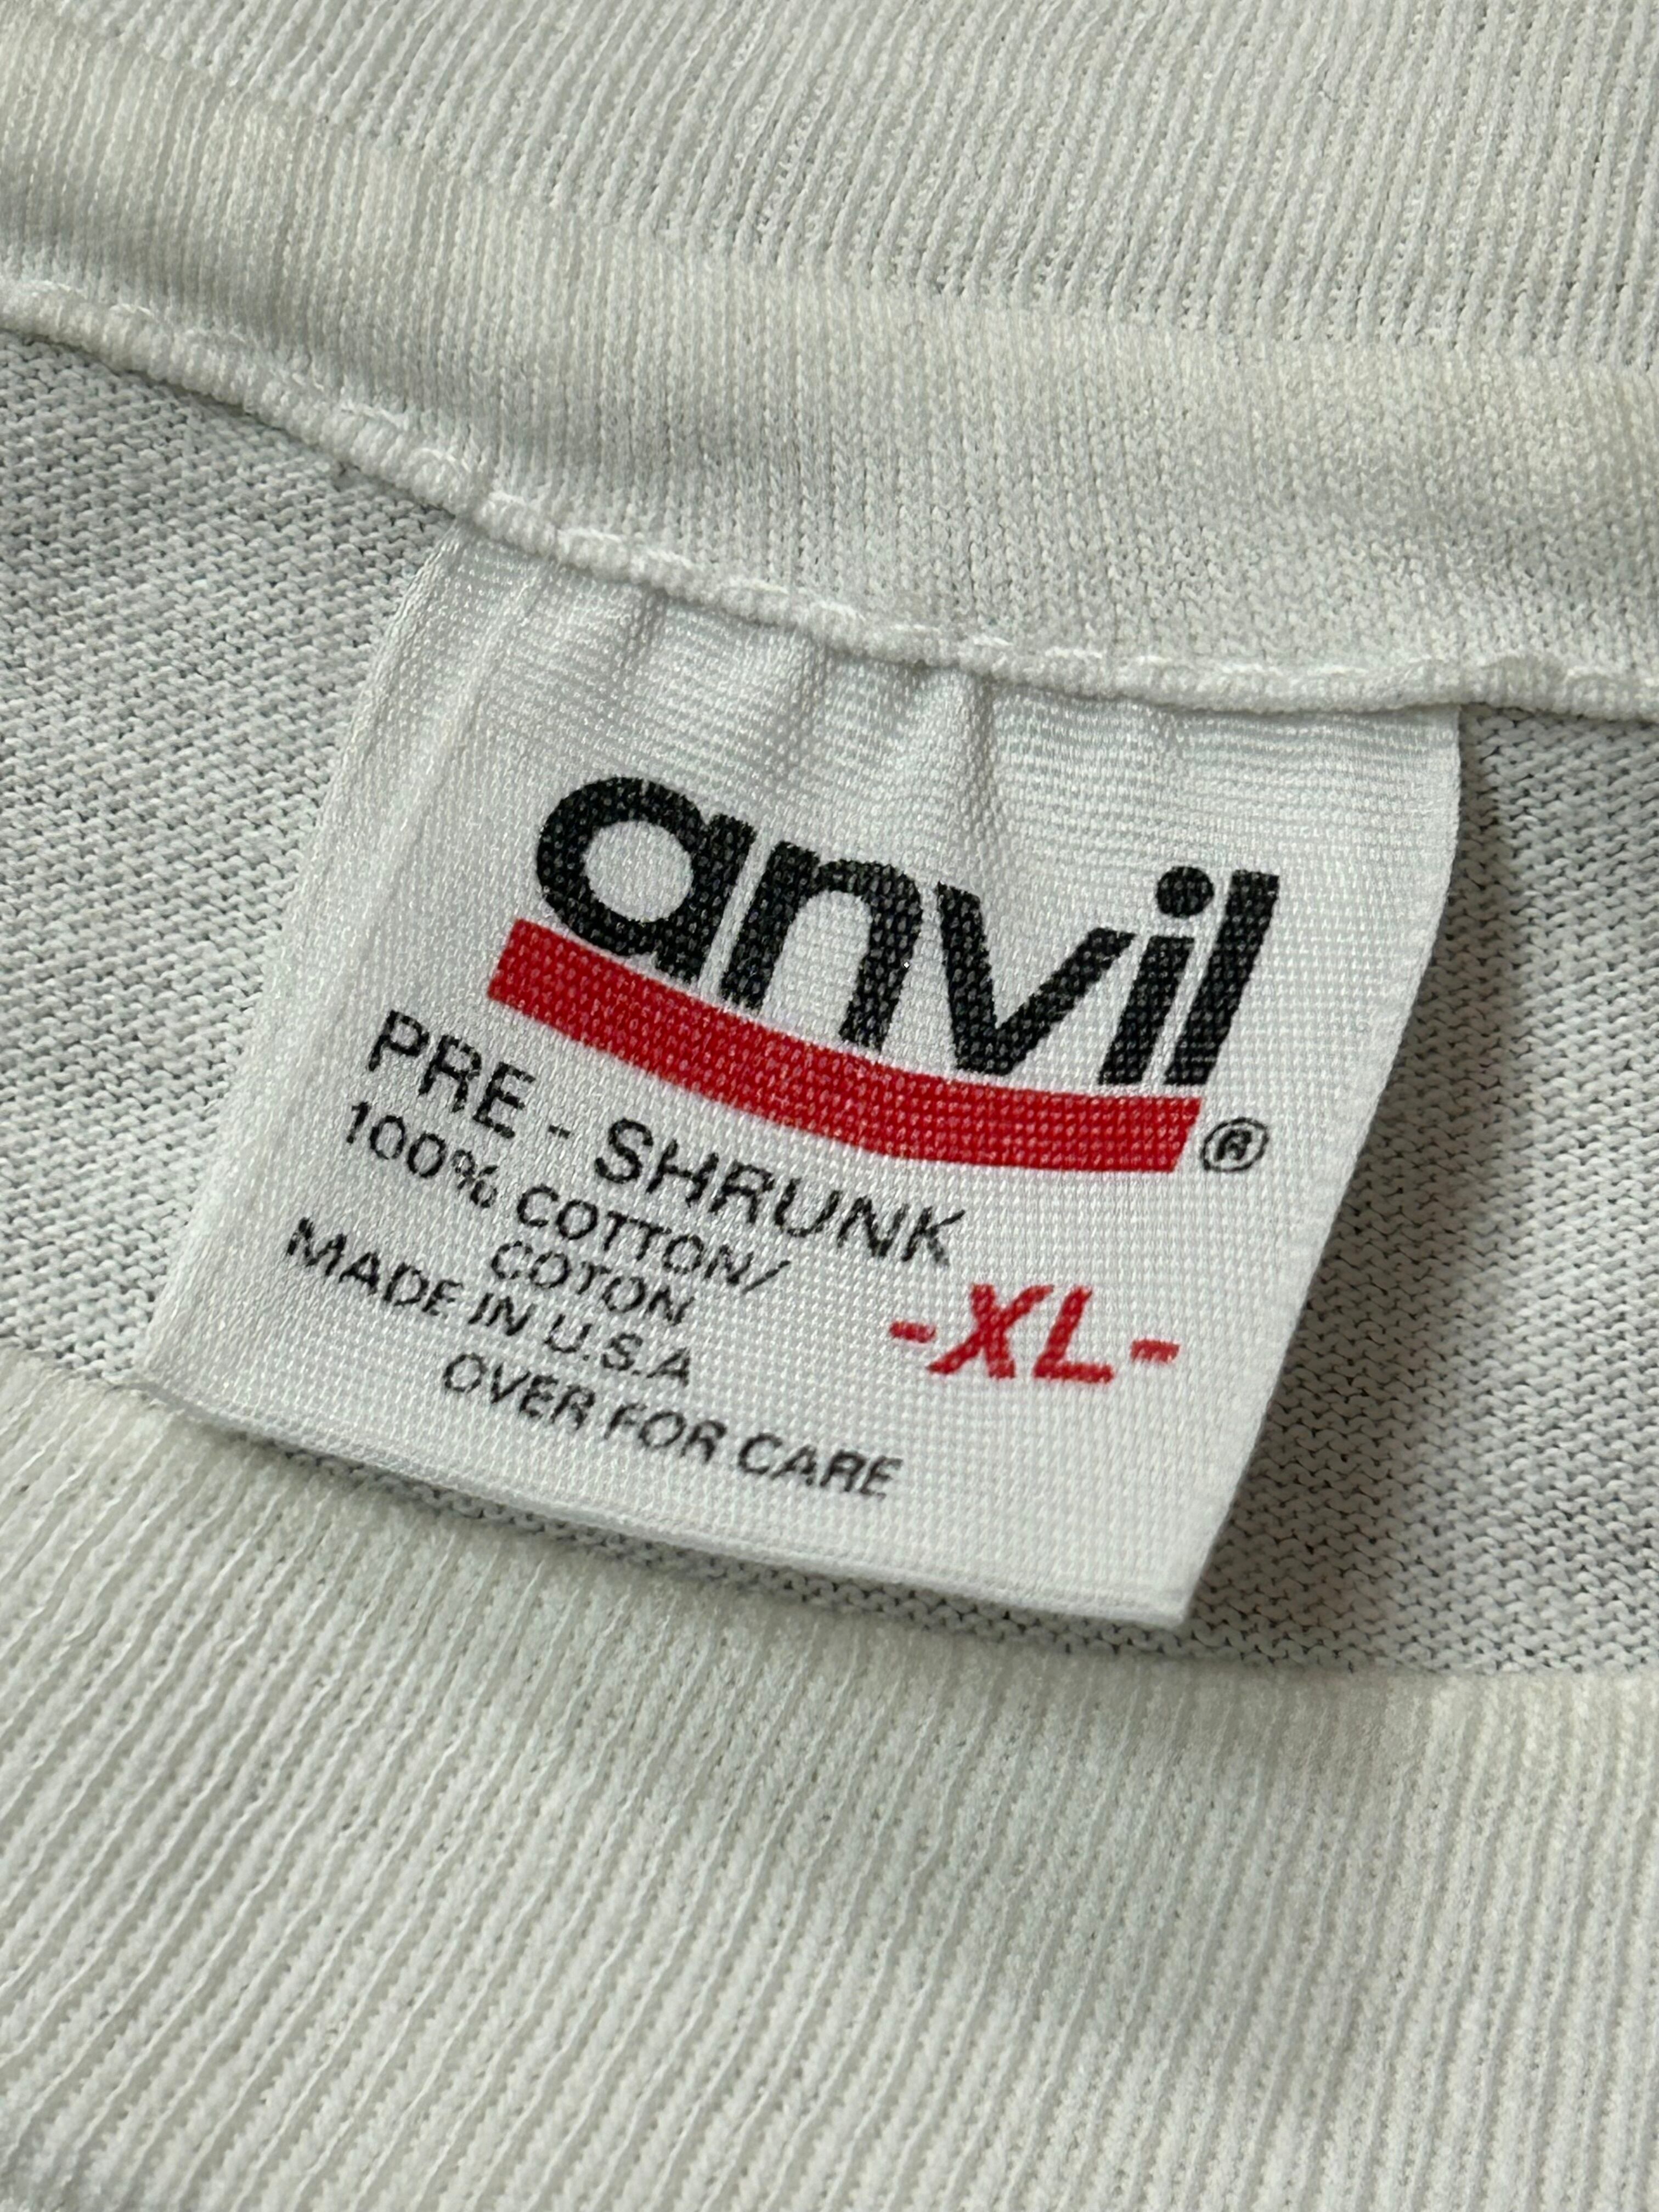 anvil®
PRE-SHRUNK
100% COTTON/
COTON
MADE IN U.S.A
-XL-
OVER FOR CARE